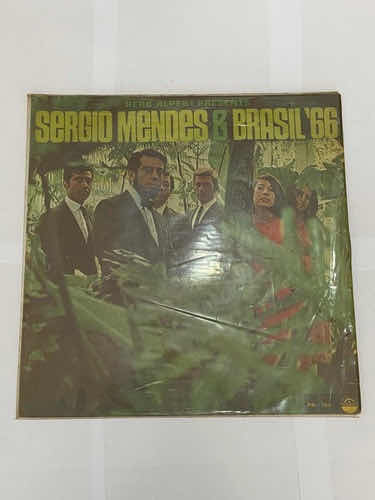 HERB ALPERT PRESENTS
SERGIO MENDES & BRASIL '66